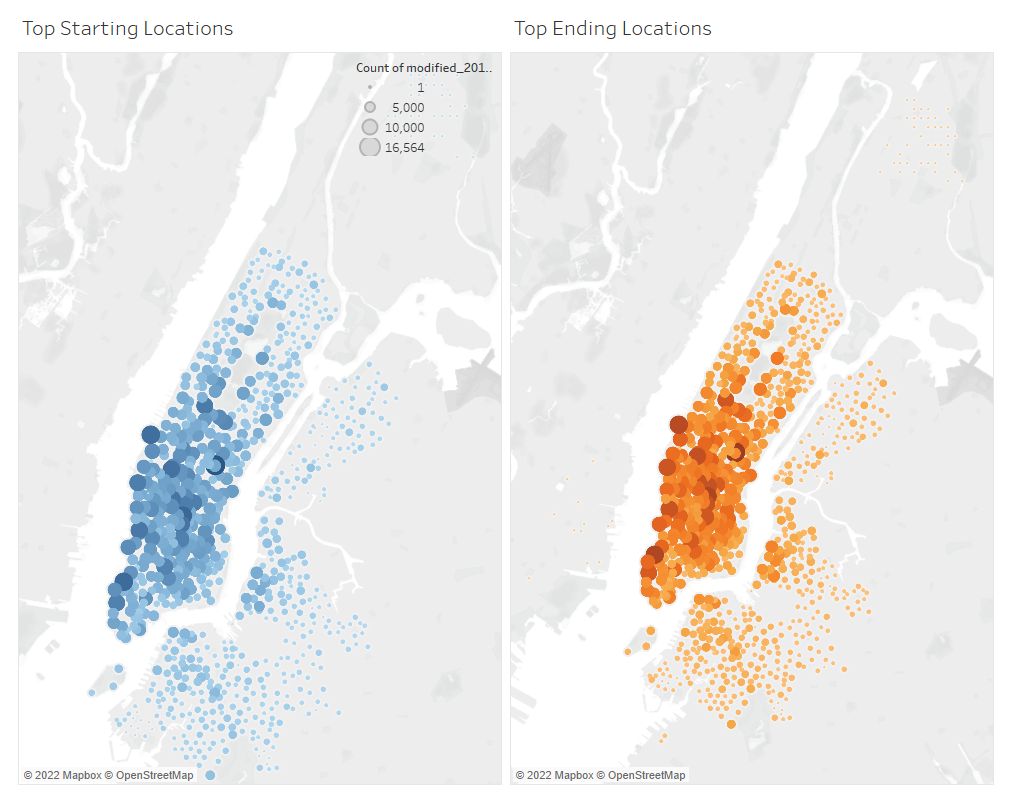 Top Starting Locations
Top Ending Locations
Count of modified_201..
1
5,000
10,000
16,564
© 2022 Mapbox © OpenStreetMap
© 2022 Mapbox © OpenStreetMap